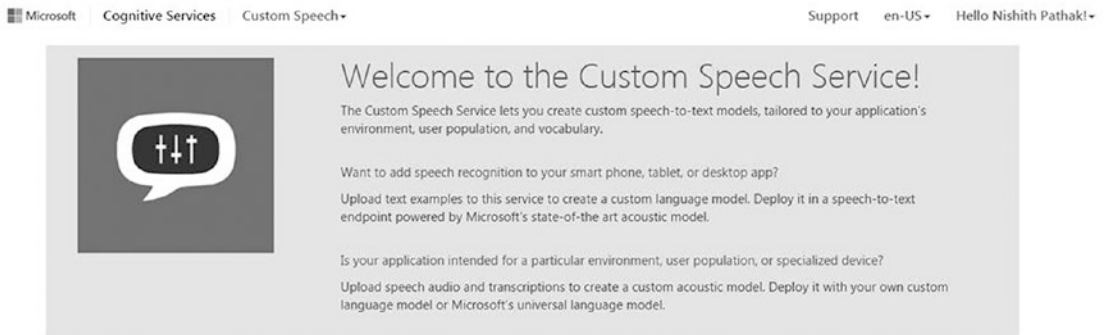 Microsoft Cognitive Services Custom Speech Support en-US Hello Nishith Pathak!
Welcome to the Custom Speech Service!
The Custom Speech Service lets you create custom speech-to-text models, tailored to your application's
environment, user population, and vocabulary.
Want to add speech recognition to your smart phone, tablet, or desktop app?
Upload text examples to this service to create a custom language model. Deploy it in a speech-to-text
endpoint powered by Microsoft's state-of-the art acoustic model.
Is your application intended for a particular environment, user population, or specialized device?
Upload speech audio and transcriptions to create a custom acoustic model. Deploy it with your own custom
language model or Microsoft's universal language model.